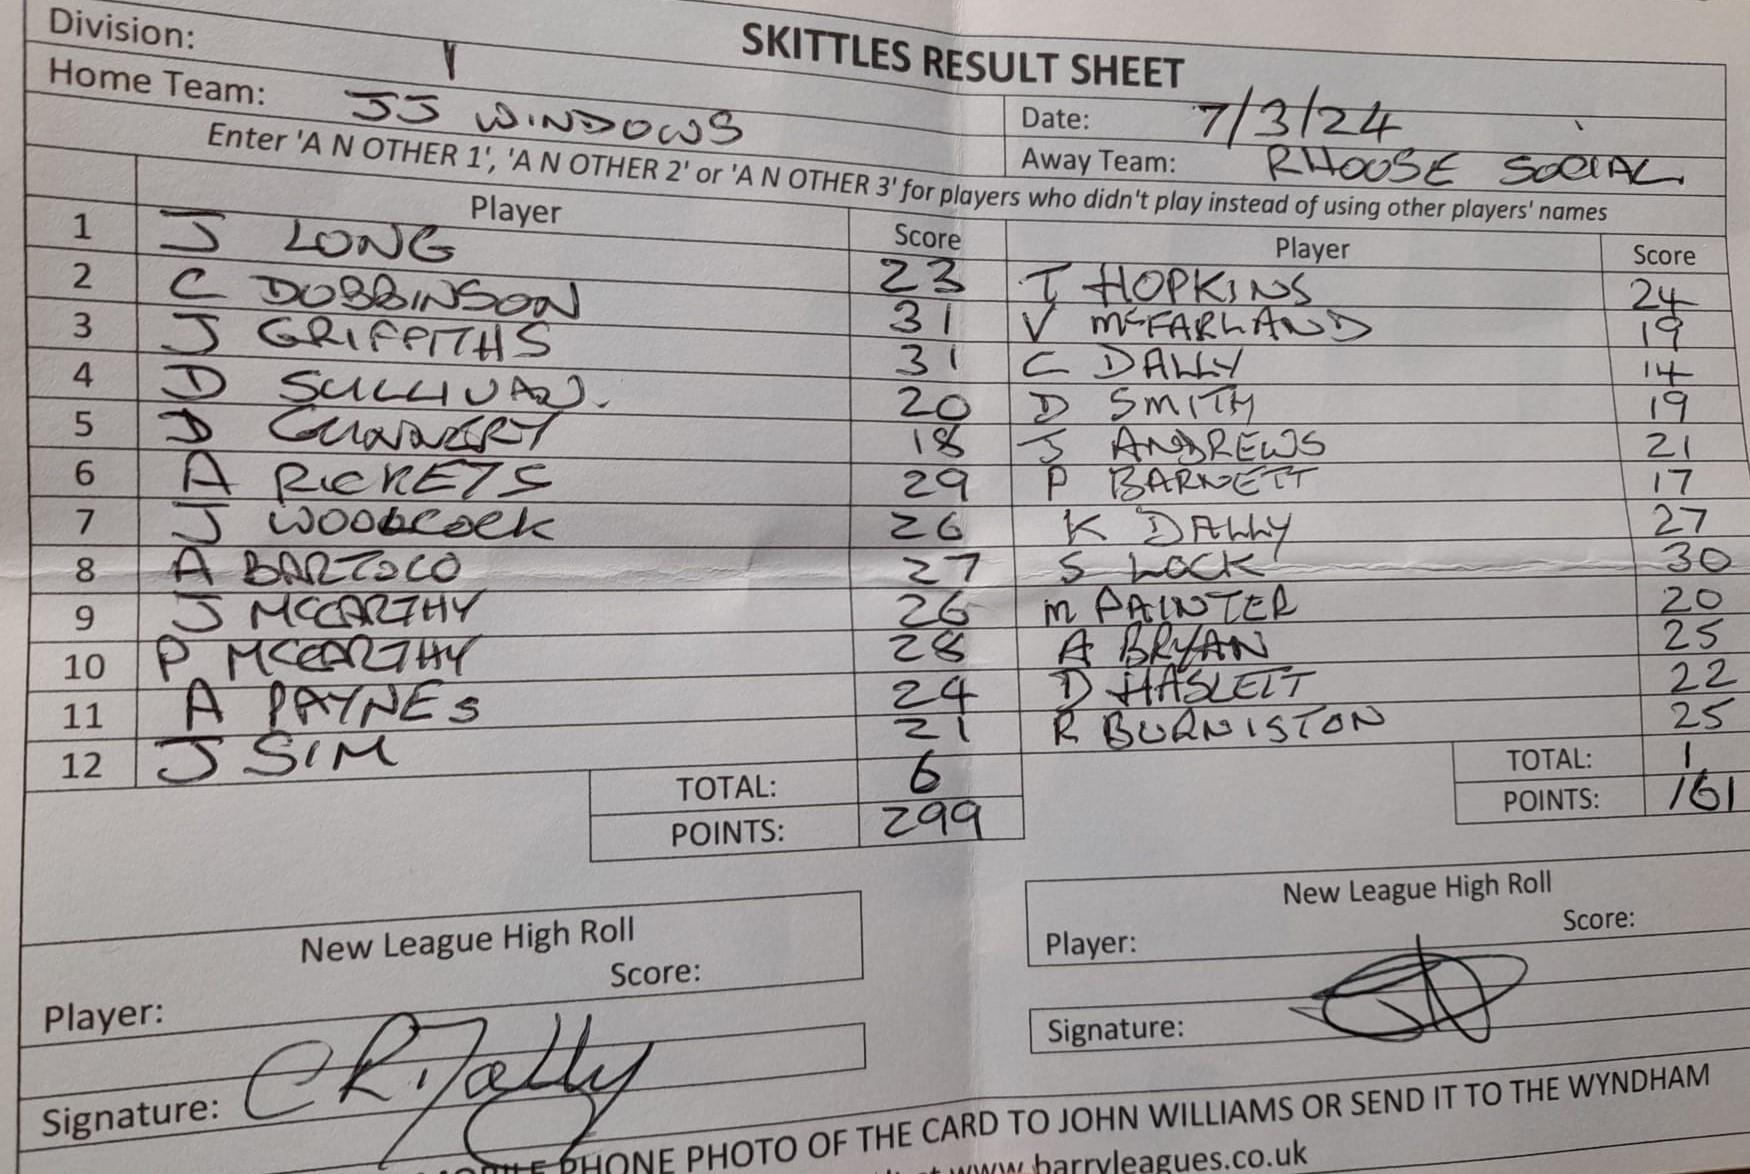 SKITTLES RESULT SHEET
Division: 1
Home Team: JJ WINDOWS
Date: 7/3/24
Away Team: RHOOSE SOCIAL
Enter 'A N OTHER 1', 'A N OTHER 2' or 'A N OTHER 3' for players who didn't play instead of using other players' names
Player Score Player Score
1 J LONG 23 T HOPKINS 24
2 C DOBBINSON 31 V McFARLAND 19
3 J GRIFFITHS 31 C DALLY 14
4 D SULLIVAN 20 D SMITH 19
5 D GUNNERY 18 J ANDREWS 21
6 A RICKETS 29 P BARNETT 17
7 J WOODCOCK 26 K DALLY 27
8 A BARTOLO 27 S LOCK 30
9 J MCCARTHY 26 M PAINTER 20
10 P MCCARTHY 28 A BRYAN 25
11 A PAYNES 24 D HASLETT 22
12 J SIM 21 R BURNISTON 25
TOTAL: 6 TOTAL: 1
POINTS: 299 POINTS: 161
New League High Roll New League High Roll
Player: Score: Player: Score:
Signature: Signature:
PHONE PHOTO OF THE CARD TO JOHN WILLIAMS OR SEND IT TO THE WYNDHAM
www.barryleagues.co.uk